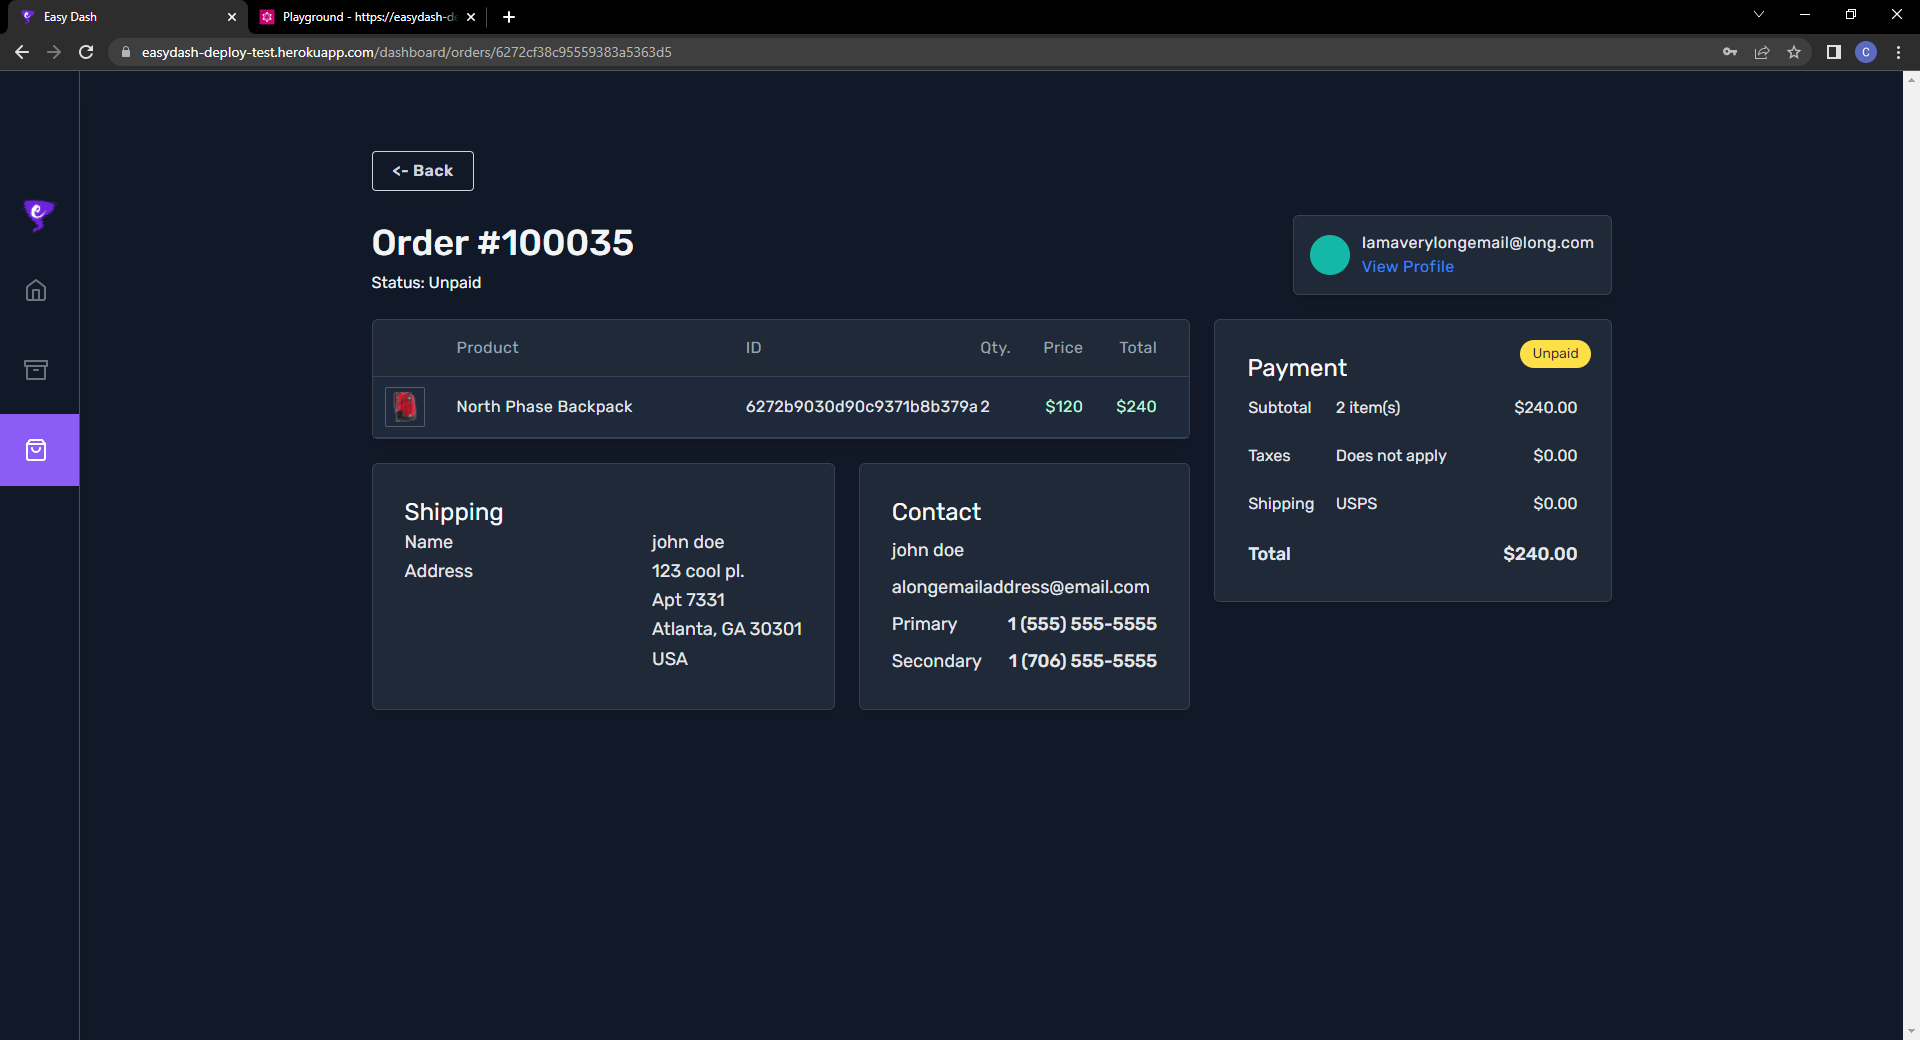 Easy Dash
Playground - https://easydash-de
easydash-deploy-test.herokuapp.com/dashboard/orders/6272cf38c95559383a5363d5
C
<- Back
Order #100035
Status: Unpaid
Iamaverylongemail@long.com
View Profile
Product ID Qty. Price Total
North Phase Backpack 6272b9030d90c9371b8b379a 2 $120 $240
Payment
Unpaid
Subtotal 2 item(s) $240.00
Taxes Does not apply $0.00
Shipping USPS $0.00
Total $240.00
Shipping
Name john doe
Address 123 cool pl.
Apt 7331
Atlanta, GA 30301
USA
Contact
john doe
alongemailaddress@email.com
Primary 1 (555) 555-5555
Secondary 1 (706) 555-5555